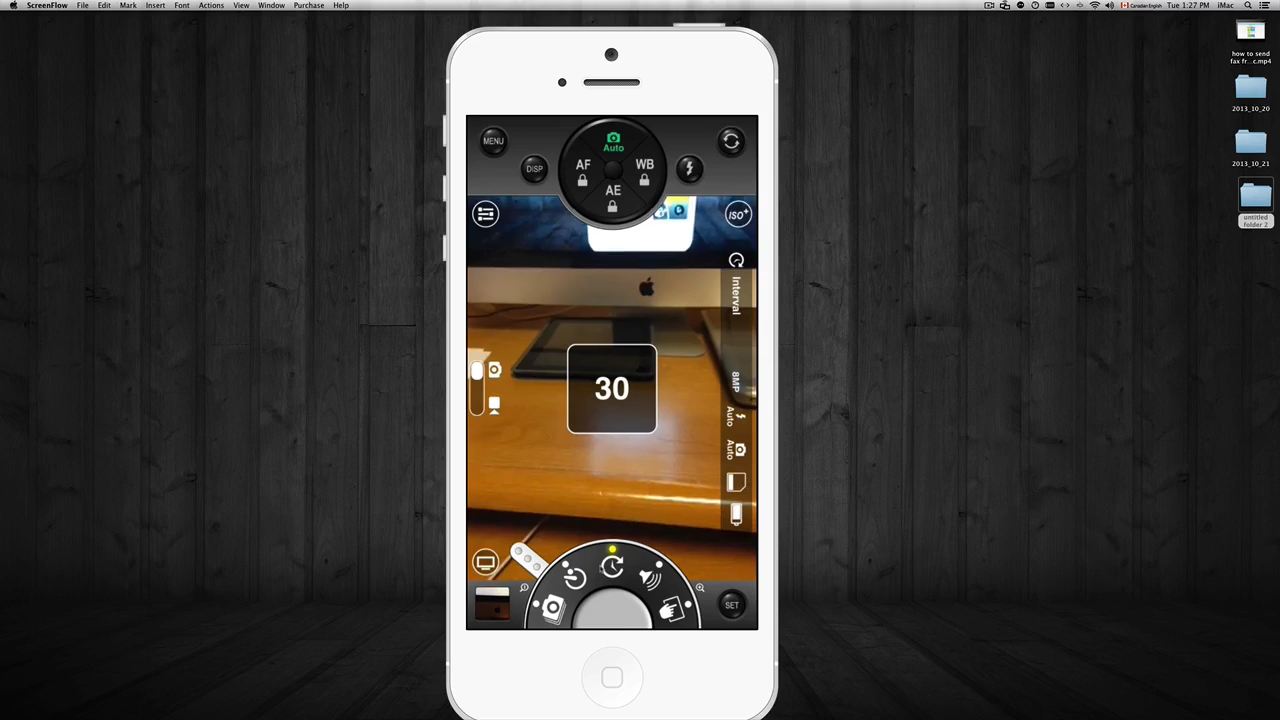 ScreenFlow File Edit Mark Insert Font Actions View Window Purchase Help
Canadian English Tue 1:27 PM iMac
how to send
fax fr...c.mp4
2013_10_20
2013_10_21
untitled
folder 2
MENU
DISP
Auto
AF
WB
AE
ISO+
Interval
8MP
Auto
Auto
30
SET